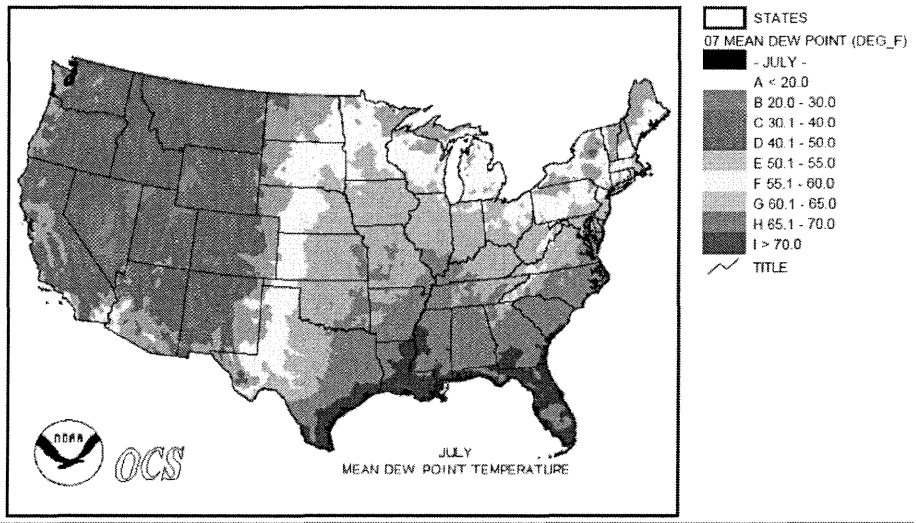 STATES
07 MEAN DEW POINT (DEG_F)
- JULY -
A < 20.0
B 20.0 - 30.0
C 30.1 - 40.0
D 40.1 - 50.0
E 50.1 - 55.0
F 55.1 - 60.0
G 60.1 - 65.0
H 65.1 - 70.0
I > 70.0
TITLE
NOAA
OCS
JULY
MEAN DEW POINT TEMPERATURE